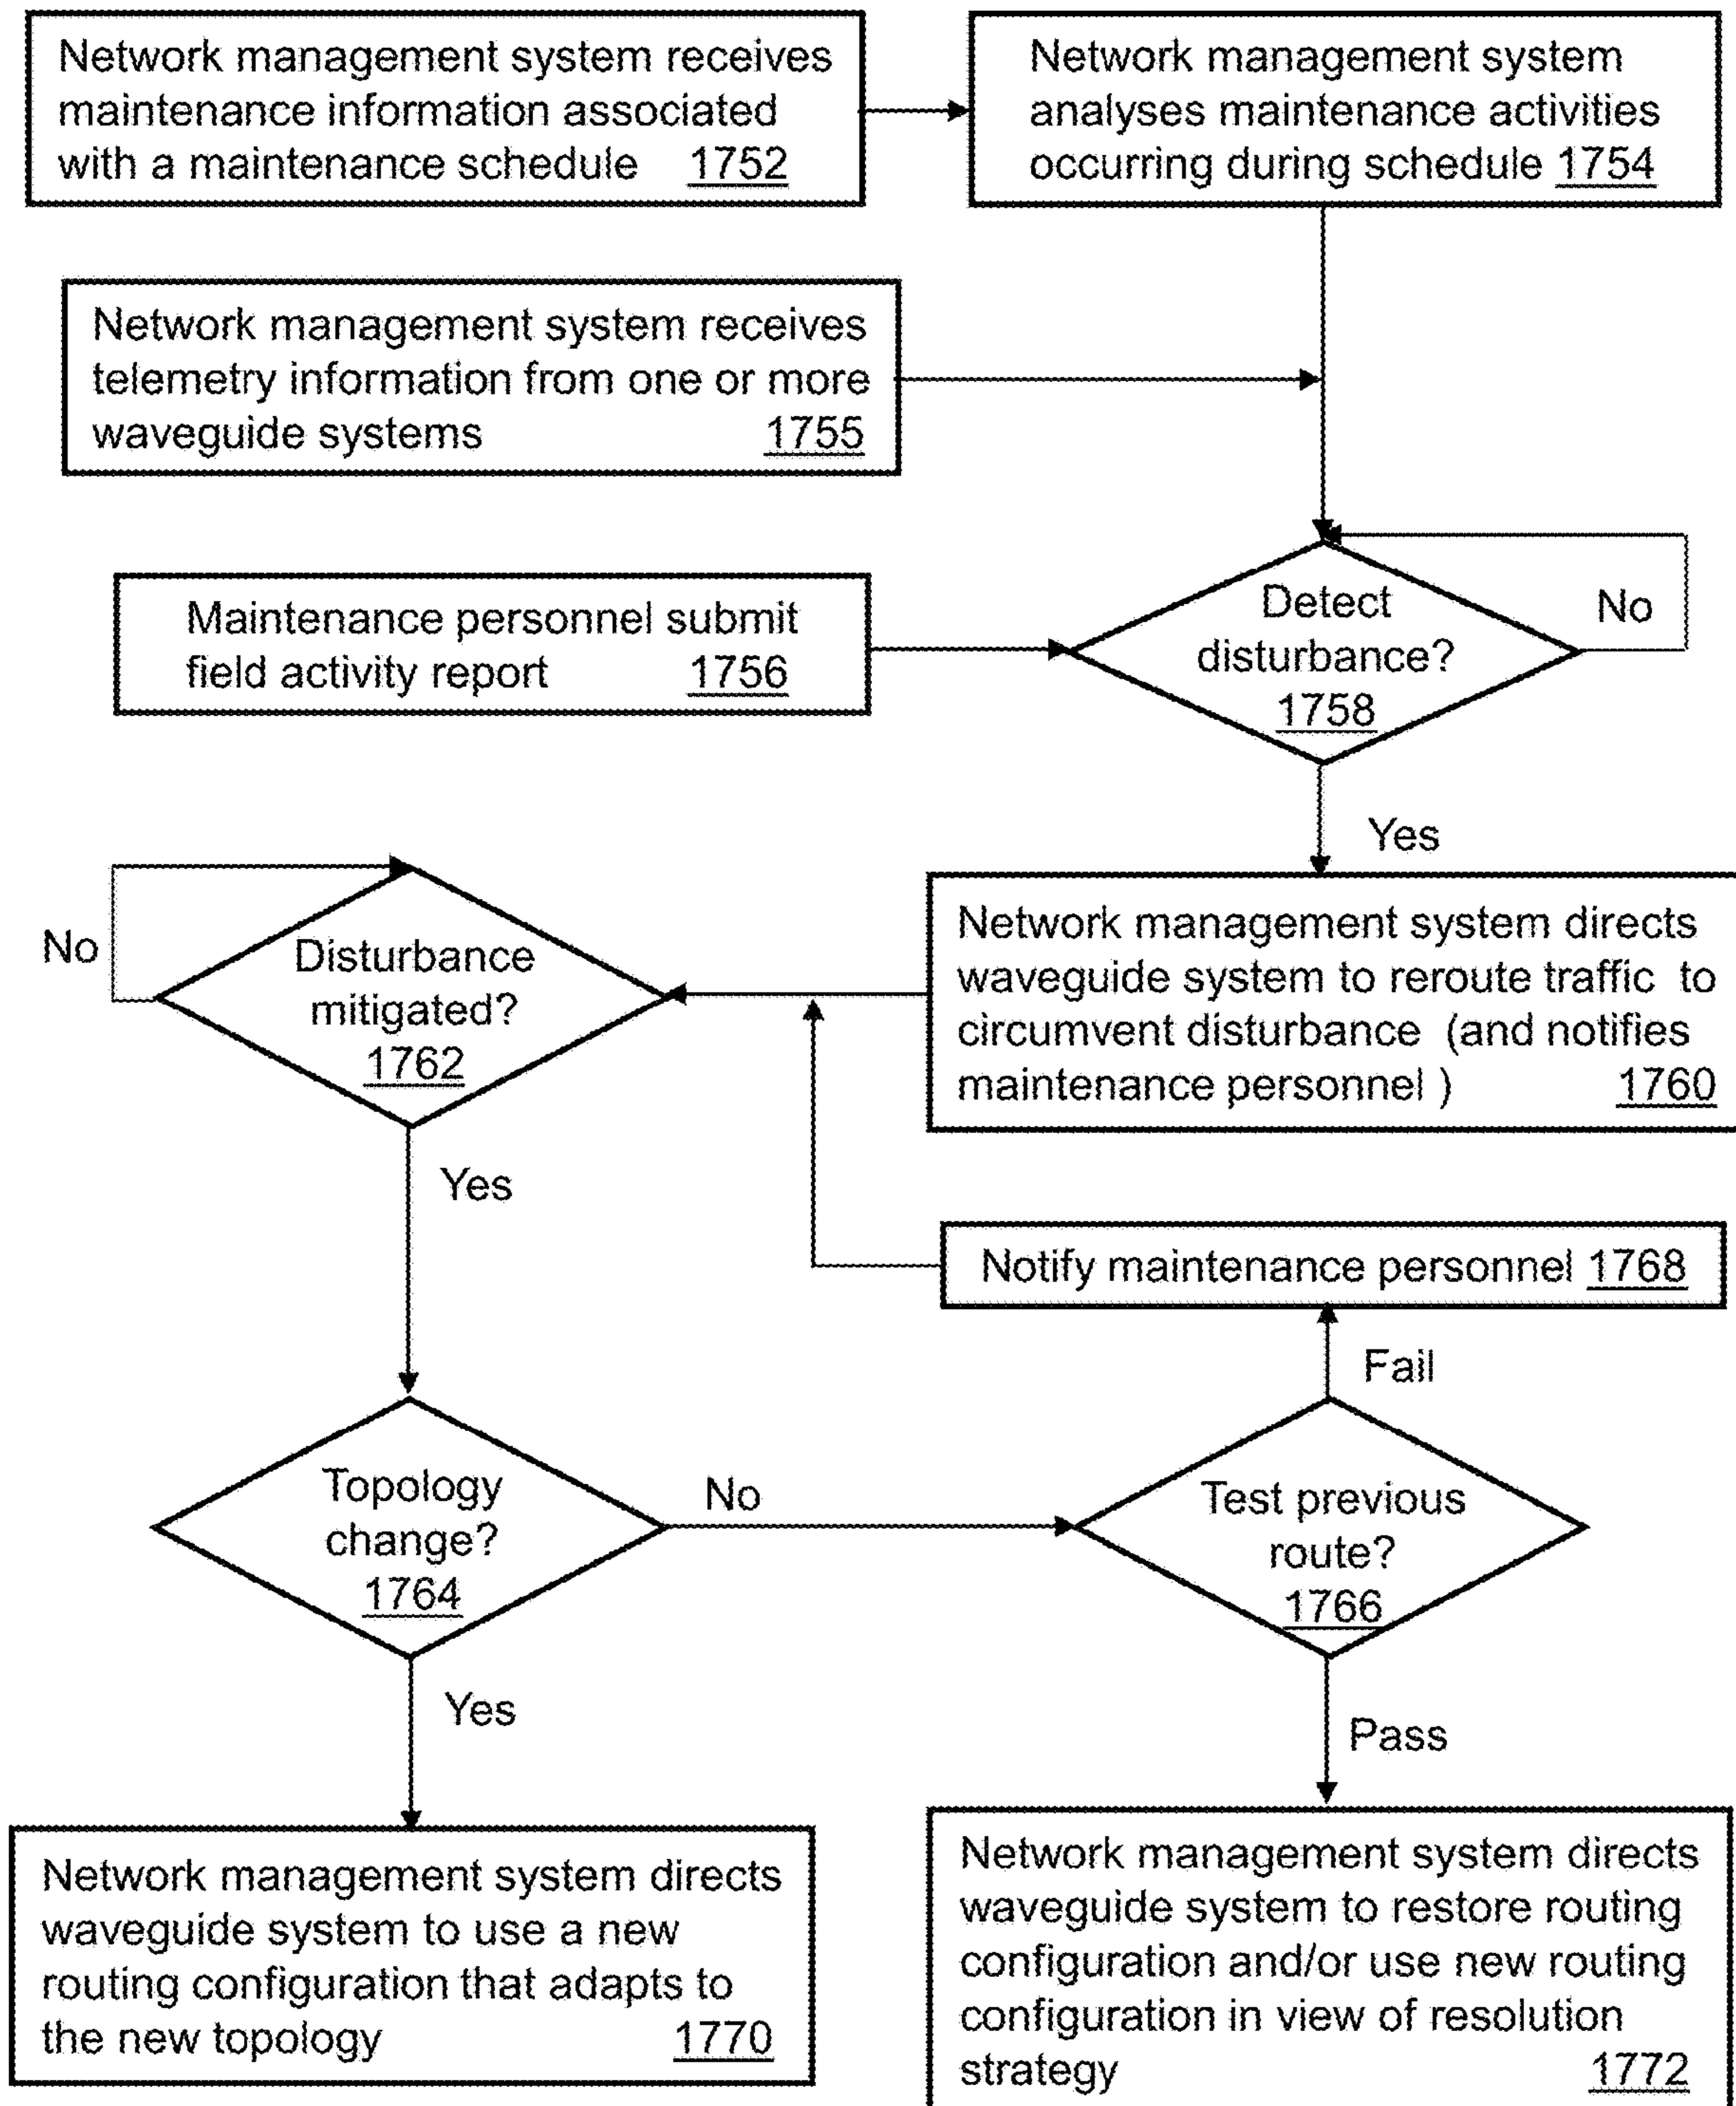 Network management system receives
maintenance information associated
with a maintenance schedule 1752
Network management system
analyses maintenance activities
occurring during schedule 1754
Network management system receives
telemetry information from one or more
waveguide systems 1755
Maintenance personnel submit
field activity report 1756
Detect
disturbance?
1758
No
Yes
Network management system directs
waveguide system to reroute traffic to
circumvent disturbance (and notifies
maintenance personnel ) 1760
No
Disturbance
mitigated?
1762
Yes
Notify maintenance personnel 1768
Fail
Topology
change?
1764
No
Test previous
route?
1766
Yes
Pass
Network management system directs
waveguide system to use a new
routing configuration that adapts to
the new topology 1770
Network management system directs
waveguide system to restore routing
configuration and/or use new routing
configuration in view of resolution
strategy 1772